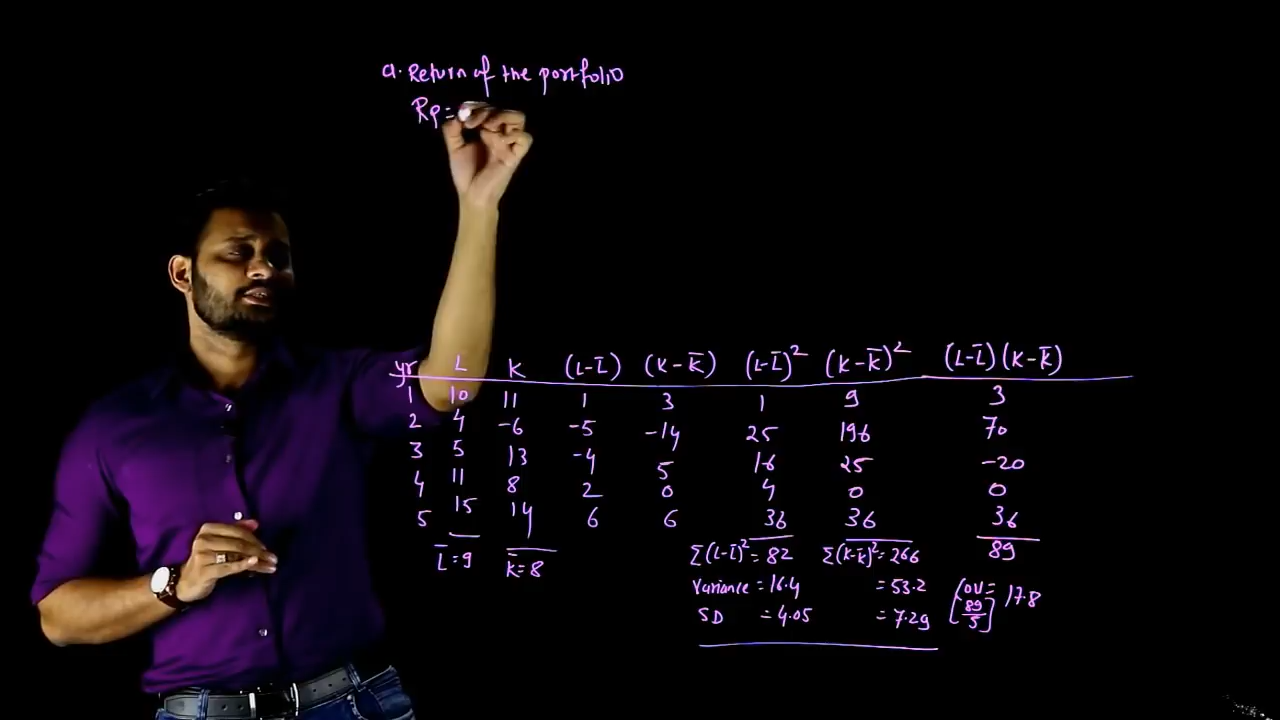 a. Return of the portfolio
Rp=
yr L K (L-L̅) (K-K̅) (L-L̅)² (K-K̅)² (L-L̅)(K-K̅)
1 10 11 1 3 1 9 3
2 4 -6 -5 -14 25 196 70
3 5 13 -4 5 16 25 -20
4 11 8 2 0 4 0 0
5 15 14 6 6 36 36 36
L̅=9 K̅=8 Σ(L-L̅)²=82 Σ(K-K̅)²=266 89
Variance=16.4 =53.2 [COV= 17.8
SD =4.05 =7.29 89/5]